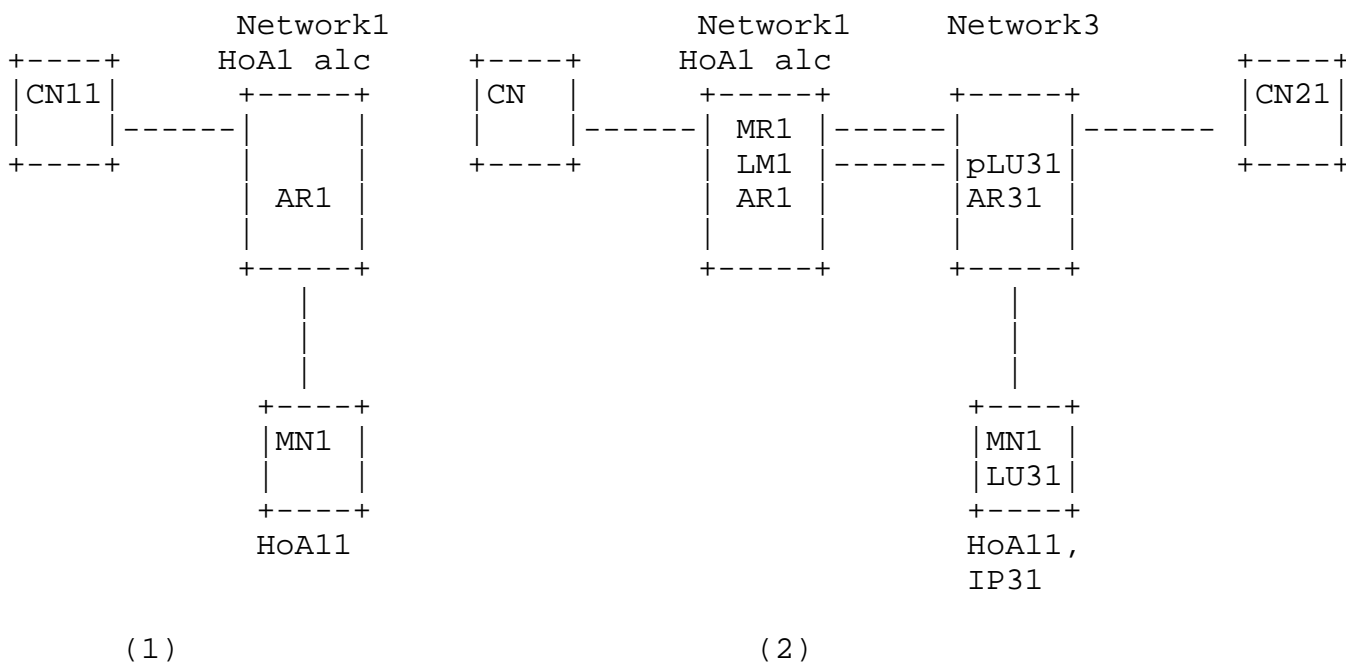 Network1 Network1 Network3
HoA1 alc HoA1 alc
CN11 CN CN21
MR1
LM1 pLU31
AR1 AR1 AR31
MN1 MN1
LU31
HoA11 HoA11,
IP31
(1) (2)